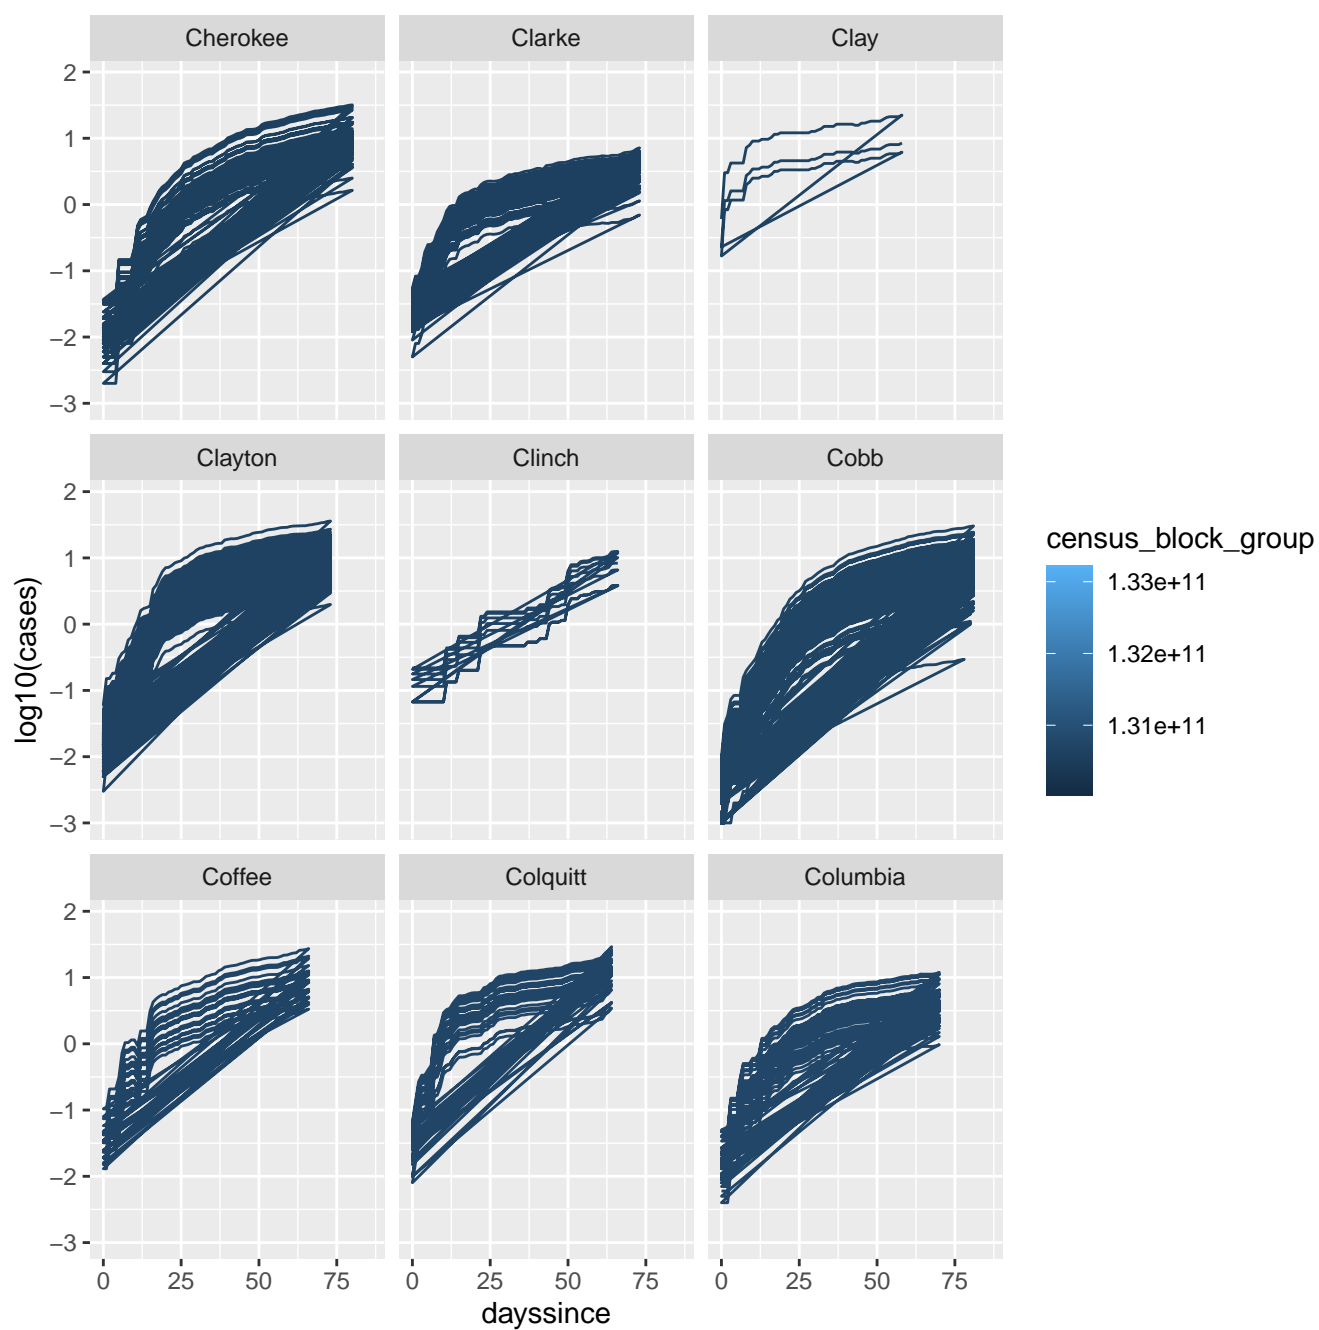 Cherokee
Clarke
Clay
2
1
0
−1
−2
−3
Clayton
Clinch
Cobb
2
1
0
−1
−2
−3
Coffee
Colquitt
Columbia
2
1
0
−1
−2
−3
0 25 50 75
0 25 50 75
0 25 50 75
dayssince
log10(cases)
census_block_group
1.33e+11
1.32e+11
1.31e+11